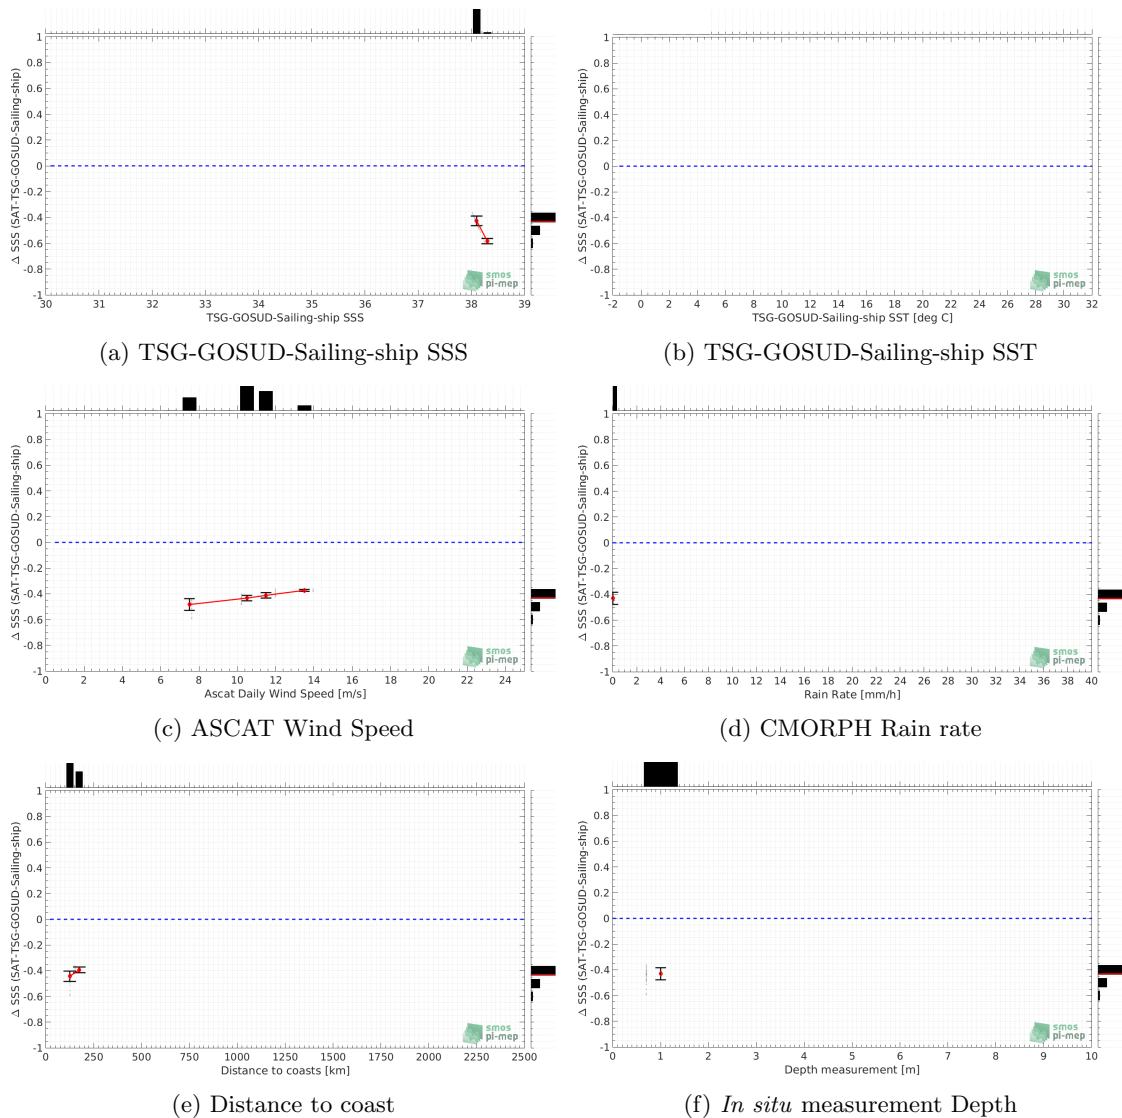 1
0.8
0.6
0.4
0.2
0
-0.2
-0.4
-0.6
-0.8
-1
Δ SSS (SAT-TSG-GOSUD-Sailing-ship)
30 31 32 33 34 35 36 37 38 39
TSG-GOSUD-Sailing-ship SSS
smos
pi-mep
(a) TSG-GOSUD-Sailing-ship SSS
1
0.8
0.6
0.4
0.2
0
-0.2
-0.4
-0.6
-0.8
-1
Δ SSS (SAT-TSG-GOSUD-Sailing-ship)
-2 0 2 4 6 8 10 12 14 16 18 20 22 24 26 28 30 32
TSG-GOSUD-Sailing-ship SST [deg C]
smos
pi-mep
(b) TSG-GOSUD-Sailing-ship SST
1
0.8
0.6
0.4
0.2
0
-0.2
-0.4
-0.6
-0.8
-1
Δ SSS (SAT-TSG-GOSUD-Sailing-ship)
0 2 4 6 8 10 12 14 16 18 20 22 24
Ascat Daily Wind Speed [m/s]
smos
pi-mep
(c) ASCAT Wind Speed
1
0.8
0.6
0.4
0.2
0
-0.2
-0.4
-0.6
-0.8
-1
Δ SSS (SAT-TSG-GOSUD-Sailing-ship)
0 2 4 6 8 10 12 14 16 18 20 22 24 26 28 30 32 34 36 38 40
Rain Rate [mm/h]
smos
pi-mep
(d) CMORPH Rain rate
1
0.8
0.6
0.4
0.2
0
-0.2
-0.4
-0.6
-0.8
-1
Δ SSS (SAT-TSG-GOSUD-Sailing-ship)
0 250 500 750 1000 1250 1500 1750 2000 2250 2500
Distance to coasts [km]
smos
pi-mep
(e) Distance to coast
1
0.8
0.6
0.4
0.2
0
-0.2
-0.4
-0.6
-0.8
-1
Δ SSS (SAT-TSG-GOSUD-Sailing-ship)
0 1 2 3 4 5 6 7 8 9 10
Depth measurement [m]
smos
pi-mep
(f) In situ measurement Depth